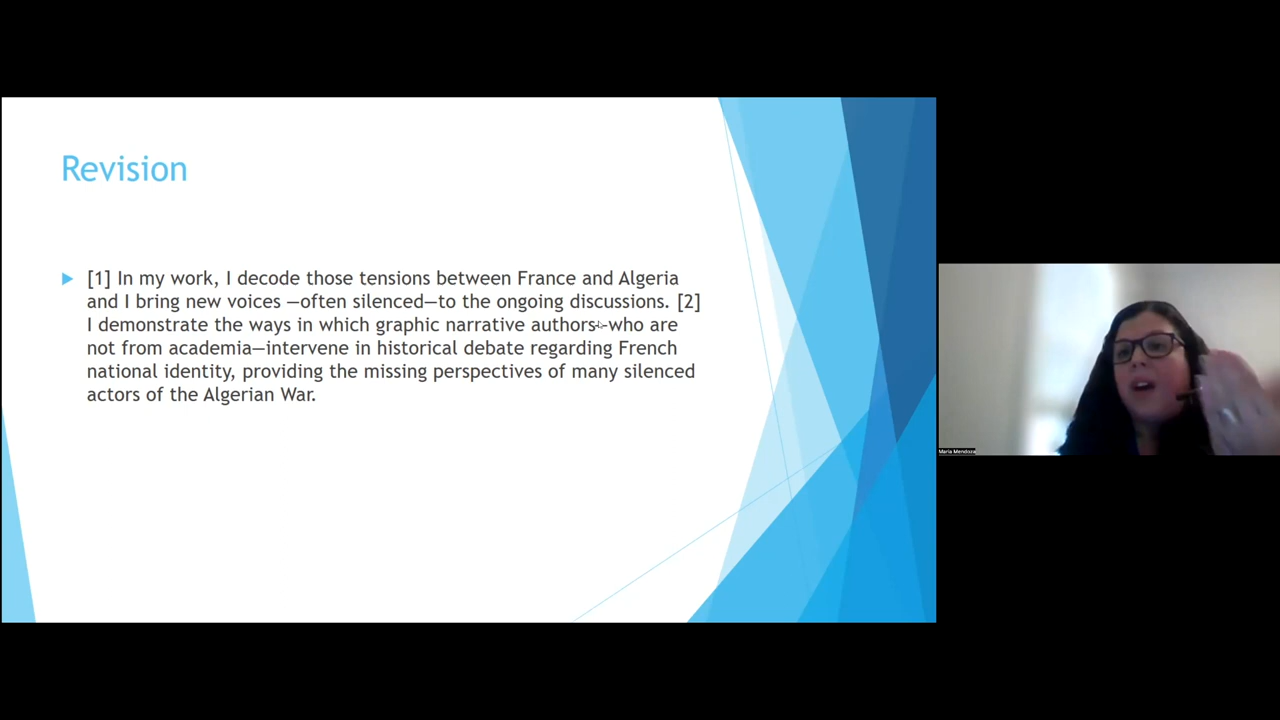 Revision
[1] In my work, I decode those tensions between France and Algeria
and I bring new voices —often silenced—to the ongoing discussions. [2]
I demonstrate the ways in which graphic narrative authors—who are
not from academia—intervene in historical debate regarding French
national identity, providing the missing perspectives of many silenced
actors of the Algerian War.
Maria Mendoza